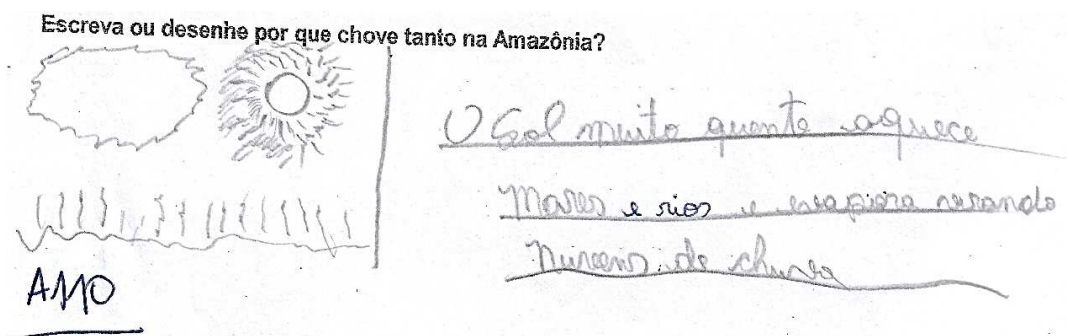 Escreva ou desenhe por que chove tanto na Amazônia?
O Sol muito quente aquece
Mares e rios e evapora virando
Nuvens de chuva
A110